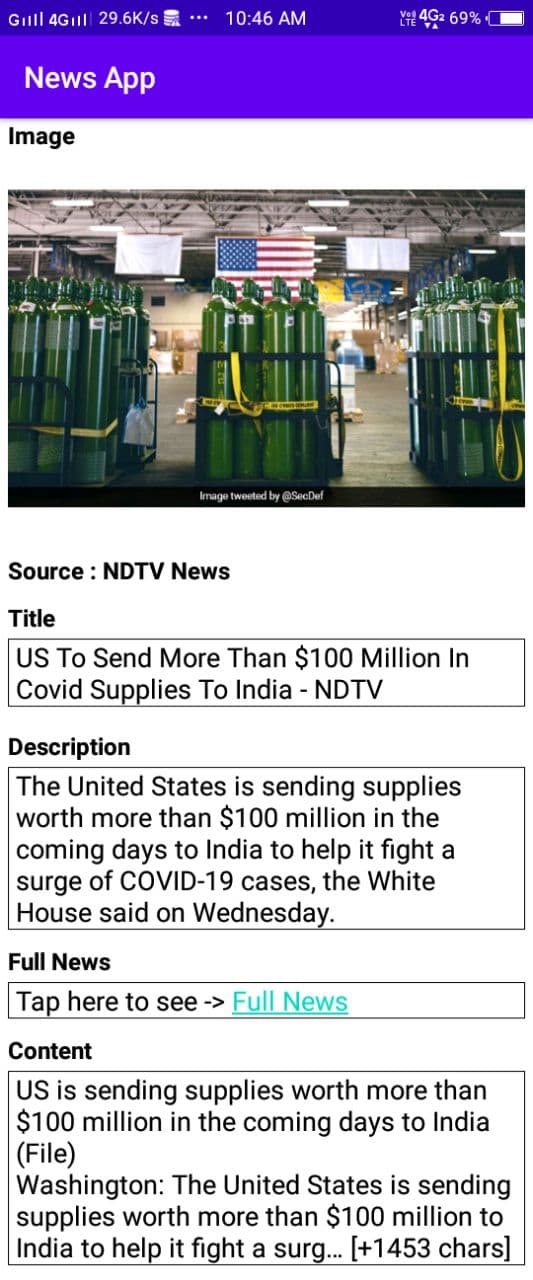 4G 4G 29.6K/s ••• 10:46 AM VoLTE 4G2 69%
News App
Image
Image tweeted by @SecDef
Source : NDTV News
Title
US To Send More Than $100 Million In
Covid Supplies To India - NDTV
Description
The United States is sending supplies
worth more than $100 million in the
coming days to India to help it fight a
surge of COVID-19 cases, the White
House said on Wednesday.
Full News
Tap here to see -> Full News
Content
US is sending supplies worth more than
$100 million in the coming days to India
(File)
Washington: The United States is sending
supplies worth more than $100 million to
India to help it fight a surg… [+1453 chars]